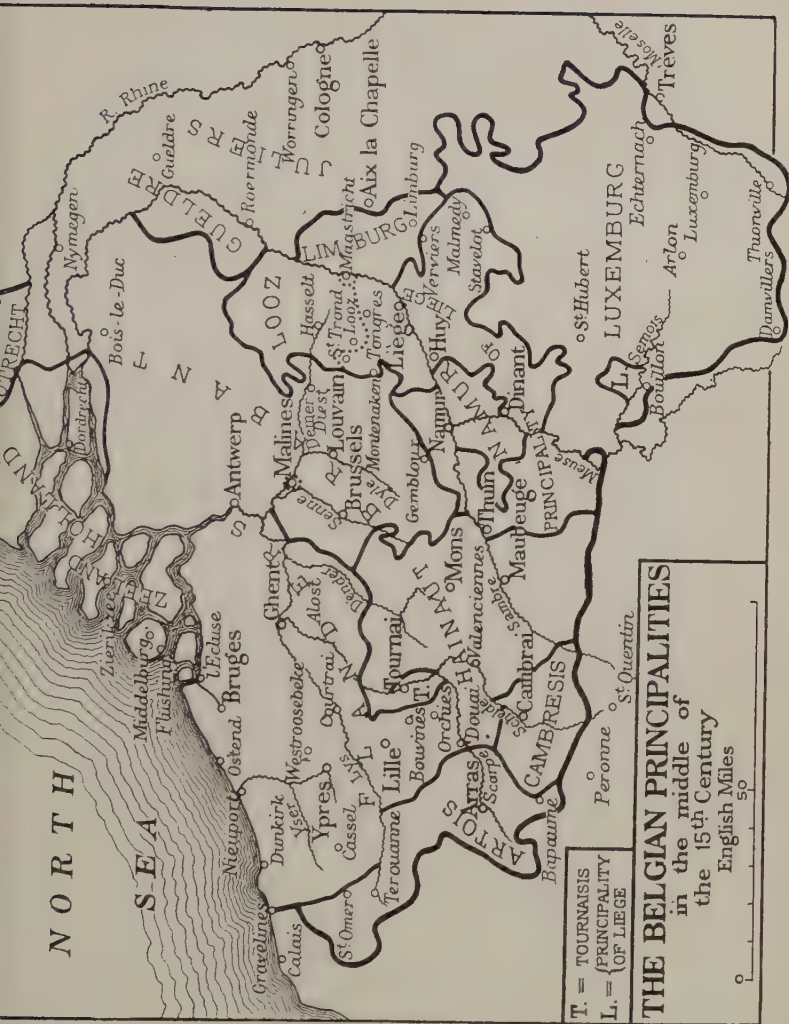 NORTH
SEA
HOLLAND
ZEELAND
UTRECHT
Dordrecht
Zierikzee
Middelburg
Flushing
l'Ecluse
Bruges
Ostend
Nieuport
Dunkirk
Gravelines
Calais
St Omer
Terouanne
Cassel
Ypres
Yser
Westroosebeke
Courtrai
Lys
FLAND
Ghent
Alost
Dender
Lille
Bouvines
Orchies
Douai
T.
Tournai
HAINAUT
Mons
Valenciennes
Maubeuge
Sambre
Cambrai
CAMBRESIS
Schelde
Scarpe
Arras
ARTOIS
Bapaume
Peronne
St Quentin
Antwerp
Malines
BRABANT
Bois-le-Duc
Nymegen
R. Rhine
Gueldre
GUELDRE
Roermonde
JULIERS
Worringen
Cologne
Aix la Chapelle
Maastricht
LIMBURG
Limburg
LOOZ
Hasselt
St Trond
Looz
Tongres
Demer
Diest
Louvain
Montenaken
Brussels
Senne
Dyle
Gembloux
Liege
Huy
Namur
NAMUR
Thuin
Dinant
PRINCIPALITY
OF
LIEGE
Verviers
Malmedy
Stavelot
Meuse
St Hubert
LUXEMBURG
Echternach
Arlon
Luxemburg
L.
Semois
Bouillon
Damvillers
Thionville
Moselle
Treves
T. = TOURNAISIS
L. = {PRINCIPALITY
OF LIEGE
THE BELGIAN PRINCIPALITIES
in the middle of
the 15th Century
English Miles
0 50